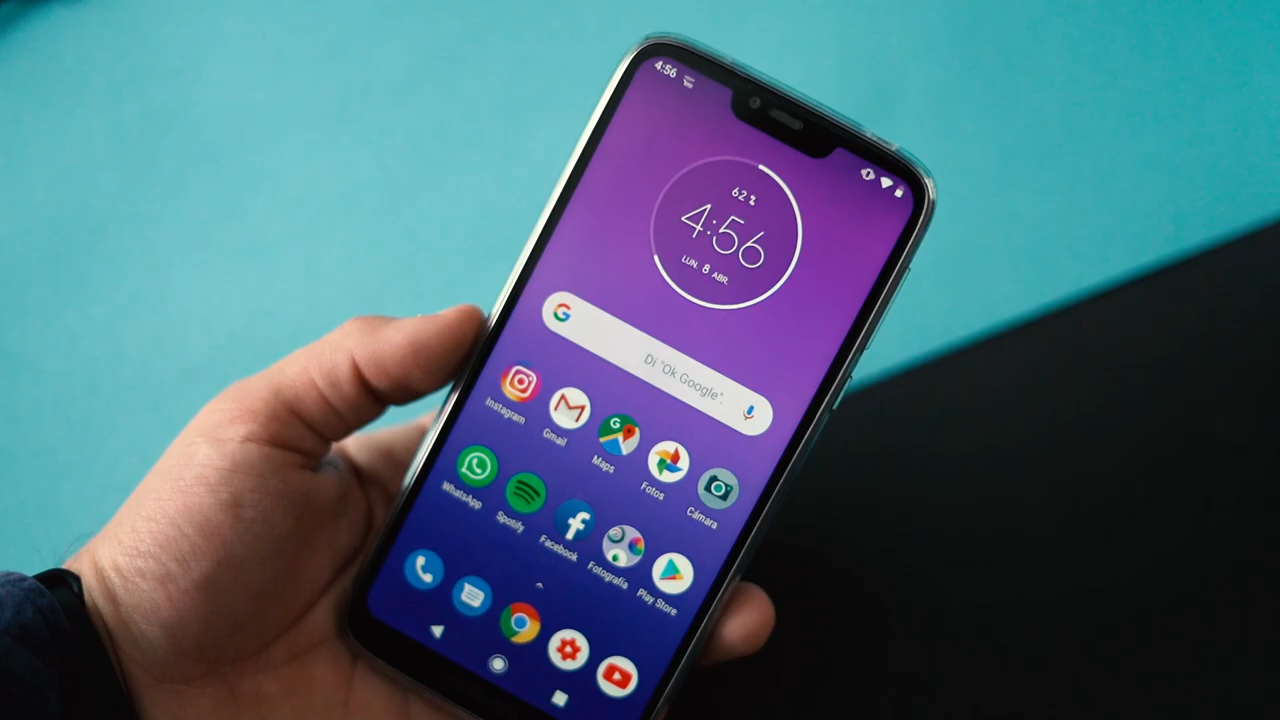 4:56
62%
4:56
LUN. 8 ABR.
G
Di "Ok Google".
Instagram
Gmail
Maps
Fotos
Cámara
WhatsApp
Spotify
Facebook
Fotografía
Play Store